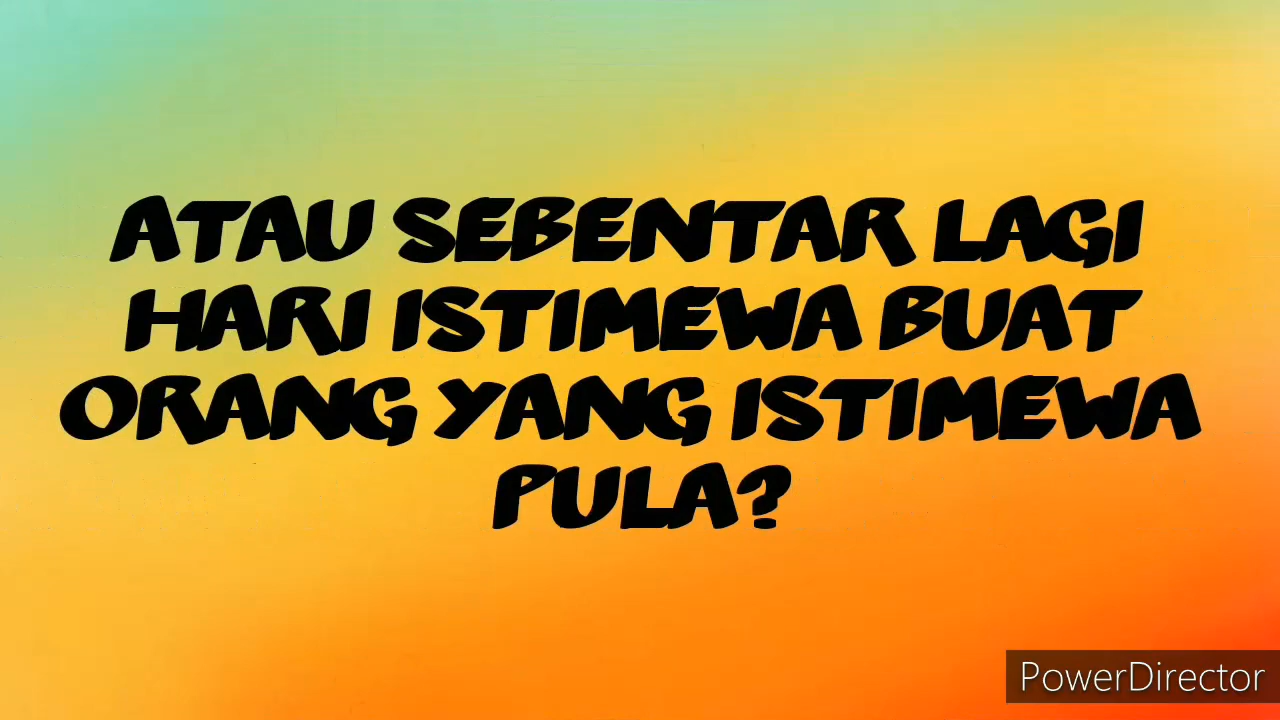 ATAU SEBENTAR LAGI
HARI ISTIMEWA BUAT
ORANG YANG ISTIMEWA
PULA?
PowerDirector